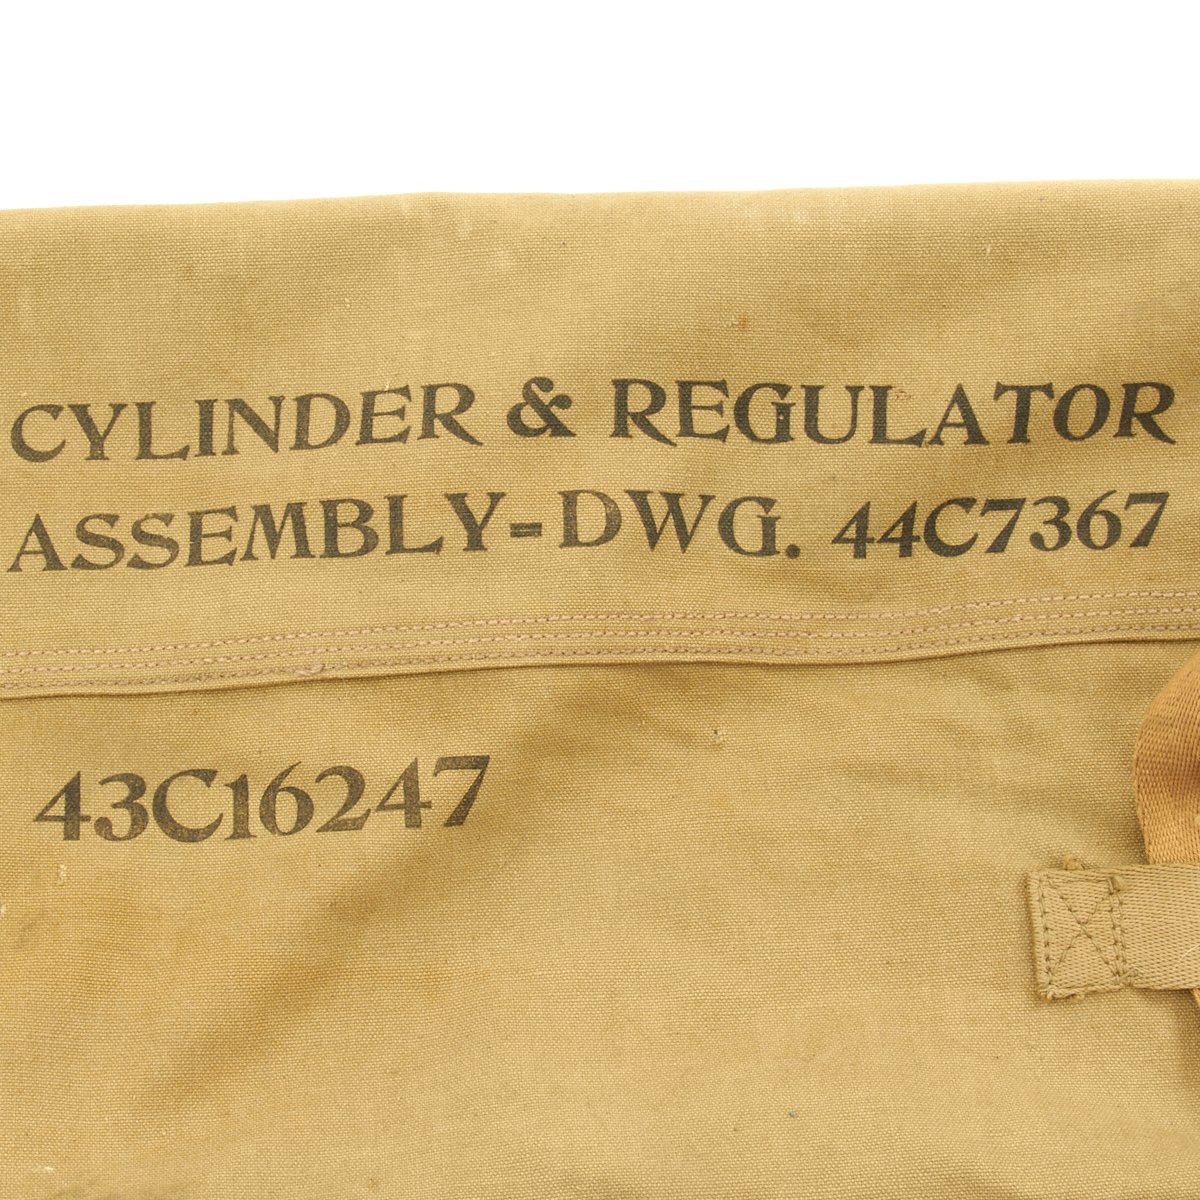 CYLINDER & REGULATOR
ASSEMBLY=DWG. 44C7367
43C16247